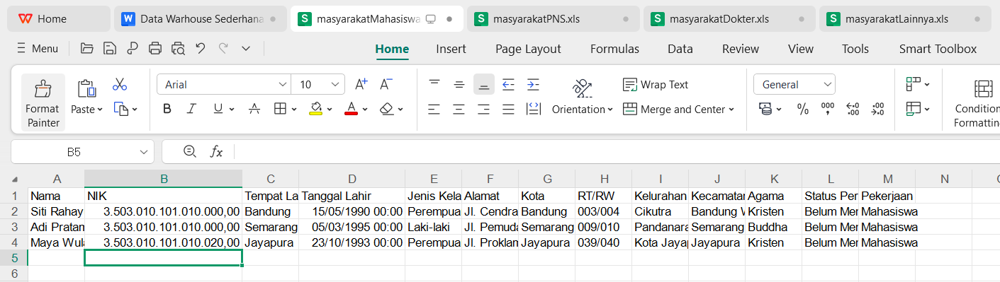 Home Data Warhouse Sederhana masyarakatMahasiswa masyarakatPNS.xls masyarakatDokter.xls masyarakatLainnya.xls
Menu Home Insert Page Layout Formulas Data Review View Tools Smart Toolbox
Format Painter Paste Arial 10 A+ A- B I U A A Orientation Wrap Text Merge and Center General % 000 Condition Formatting
B5 fx
A B C D E F G H I J K L M N
1 Nama NIK Tempat La Tanggal Lahir Jenis Kela Alamat Kota RT/RW Kelurahan Kecamatan Agama Status Per Pekerjaan
2 Siti Rahay 3.503.010.101.010.000,00 Bandung 15/05/1990 00:00 Perempua Jl. Cendra Bandung 003/004 Cikutra Bandung W Kristen Belum Mer Mahasiswa
3 Adi Pratam 3.503.010.101.010.000,00 Semarang 05/03/1995 00:00 Laki-laki Jl. Pemuda Semarang 009/010 Pandanara Semarang Buddha Belum Mer Mahasiswa
4 Maya Wula 3.503.010.101.010.020,00 Jayapura 23/10/1993 00:00 Perempua Jl. Proklan Jayapura 039/040 Kota Jayap Jayapura Kristen Belum Mer Mahasiswa
5
6